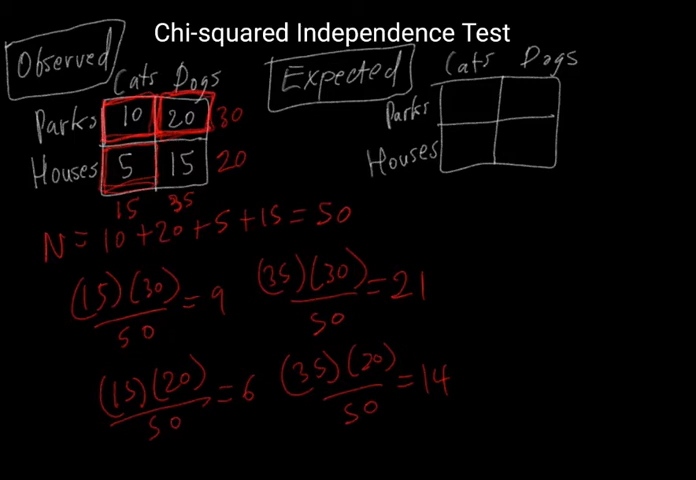 Chi-squared Independence Test
Observed
Cats Dogs
Parks 10 20 30
Houses 5 15 20
15 35
Expected
Cats Dogs
Parks
Houses
N = 10 + 20 + 5 + 15 = 50
(15)(30)/50 = 9 (35)(30)/50 = 21
(15)(20)/50 = 6 (35)(20)/50 = 14